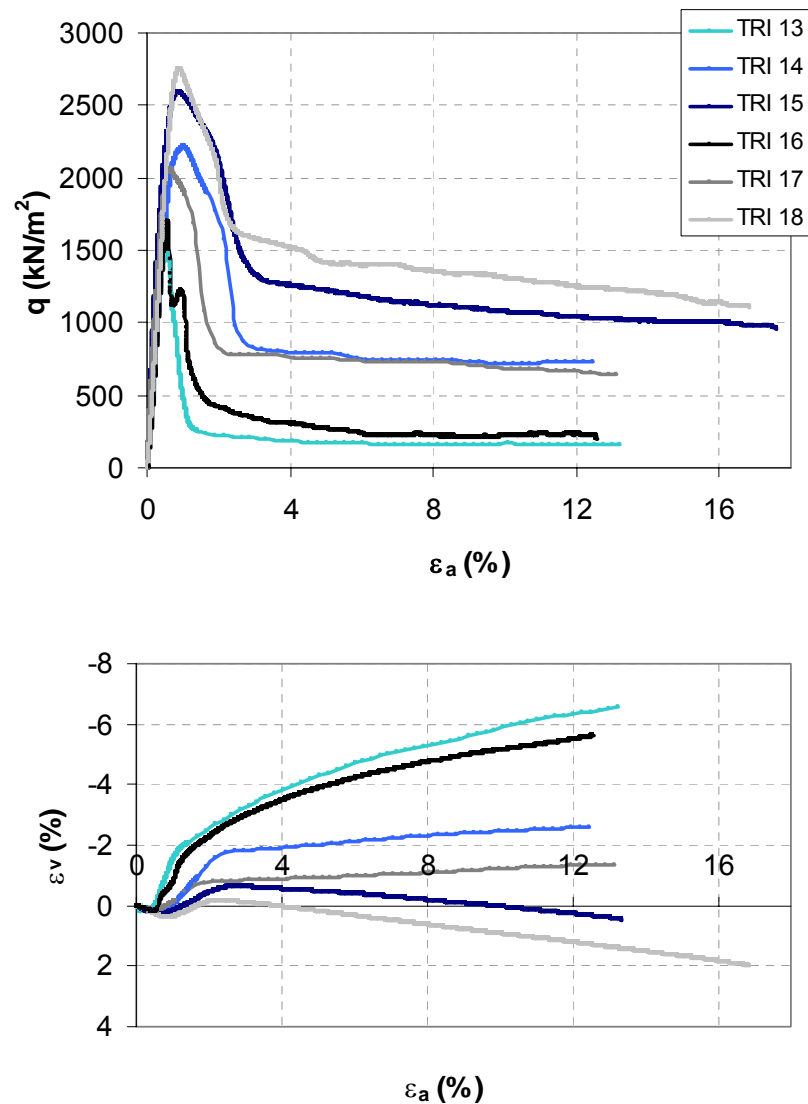 3000
2500
2000
1500
1000
500
0
q (kN/m²)
0 4 8 12 16
εa (%)
TRI 13
TRI 14
TRI 15
TRI 16
TRI 17
TRI 18
-8
-6
-4
-2
0
2
4
εv (%)
0 4 8 12 16
εa (%)